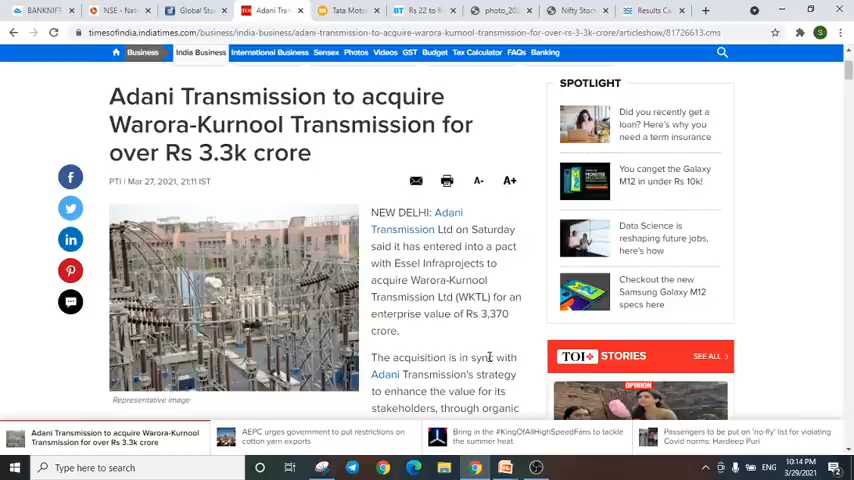 BANKNIFT
NSE - Nat
Global Sto
Adani Tran
Tata Moto
Rs 22 to R
photo_20
Nifty Stock
Results Ca
timesofindia.indiatimes.com/business/india-business/adani-transmission-to-acquire-warora-kurnool-transmission-for-over-rs-3-3k-crore/articleshow/81726613.cms
Business India Business International Business Sensex Photos Videos GST Budget Tax Calculator FAQs Banking
Adani Transmission to acquire
Warora-Kurnool Transmission for
over Rs 3.3k crore
PTI | Mar 27, 2021, 21:11 IST
A- A+
NEW DELHI: Adani
Transmission Ltd on Saturday
said it has entered into a pact
with Essel Infraprojects to
acquire Warora-Kurnool
Transmission Ltd (WKTL) for an
enterprise value of Rs 3,370
crore.
The acquisition is in sync with
Adani Transmission's strategy
to enhance the value for its
stakeholders, through organic
Representative image
SPOTLIGHT
Did you recently get a
loan? Here's why you
need a term insurance
You canget the Galaxy
M12 in under Rs 10k!
Data Science is
reshaping future jobs,
here's how
Checkout the new
Samsung Galaxy M12
specs here
TOI+ STORIES SEE ALL
OPINION
Adani Transmission to acquire Warora-Kurnool
Transmission for over Rs 3.3k crore
AEPC urges government to put restrictions on
cotton yarn exports
Bring in the #KingOfAllHighSpeedFans to tackle
the summer heat
Passengers to be put on 'no-fly' list for violating
Covid norms: Hardeep Puri
Type here to search
ENG
10:14 PM
3/29/2021
2